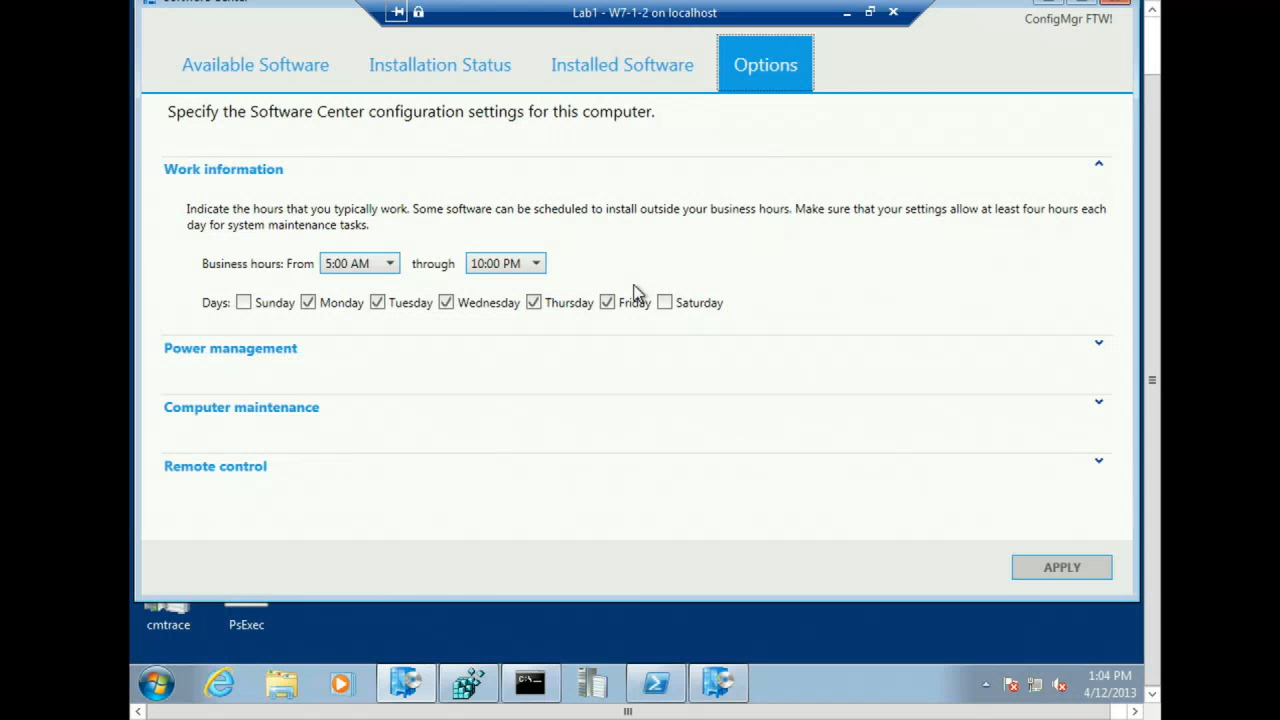 Software Center
Lab1 - W7-1-2 on localhost
ConfigMgr FTW!
Available Software
Installation Status
Installed Software
Options
Specify the Software Center configuration settings for this computer.
Work information
Indicate the hours that you typically work. Some software can be scheduled to install outside your business hours. Make sure that your settings allow at least four hours each
day for system maintenance tasks.
Business hours: From 5:00 AM through 10:00 PM
Days: Sunday Monday Tuesday Wednesday Thursday Friday Saturday
Power management
Computer maintenance
Remote control
APPLY
cmtrace
PsExec
C:\_
1:04 PM
4/12/2013